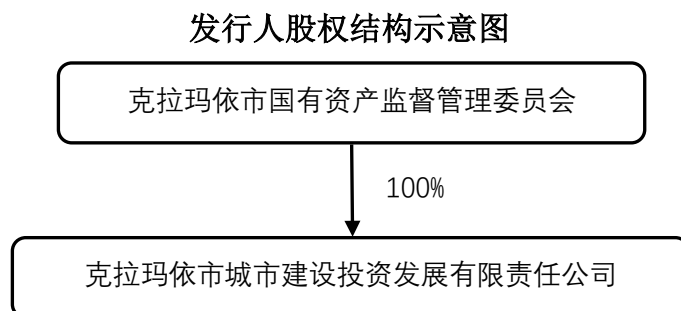 发行人股权结构示意图
克拉玛依市国有资产监督管理委员会
100%
克拉玛依市城市建设投资发展有限责任公司